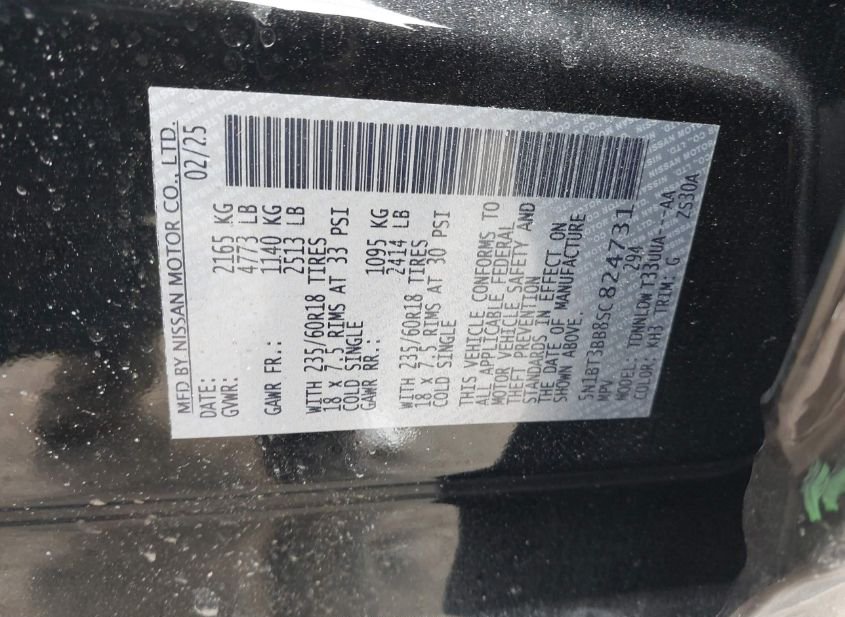 MFD BY NISSAN MOTOR CO., LTD.
DATE: 02/25
GVWR: 2165 KG
4773 LB
GAWR FR.: 1140 KG
2513 LB
WITH 235/60R18 TIRES
18 x 7.5 RIMS AT 33 PSI
COLD SINGLE
GAWR RR.: 1095 KG
2414 LB
WITH 235/60R18 TIRES
18 x 7.5 RIMS AT 30 PSI
COLD SINGLE
THIS VEHICLE CONFORMS TO
ALL APPLICABLE FEDERAL
MOTOR VEHICLE SAFETY AND
THEFT PREVENTION
STANDARDS IN EFFECT ON
THE DATE OF MANUFACTURE
SHOWN ABOVE.
5N1BT3BB8SC824731
MPV 294
MODEL: TDNNLDW T33UUA---AA
COLOR: KH3 TRIM: G ZS30A